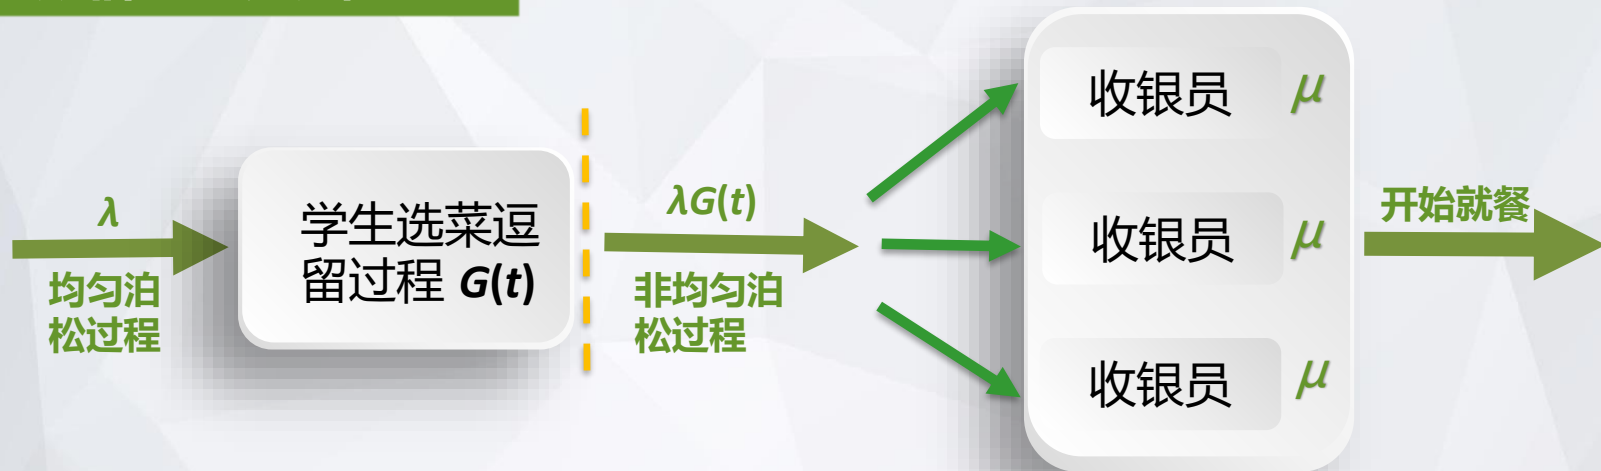 λ
均匀泊
松过程
学生选菜逗
留过程 G(t)
λG(t)
非均匀泊
松过程
收银员 μ
收银员 μ
收银员 μ
开始就餐